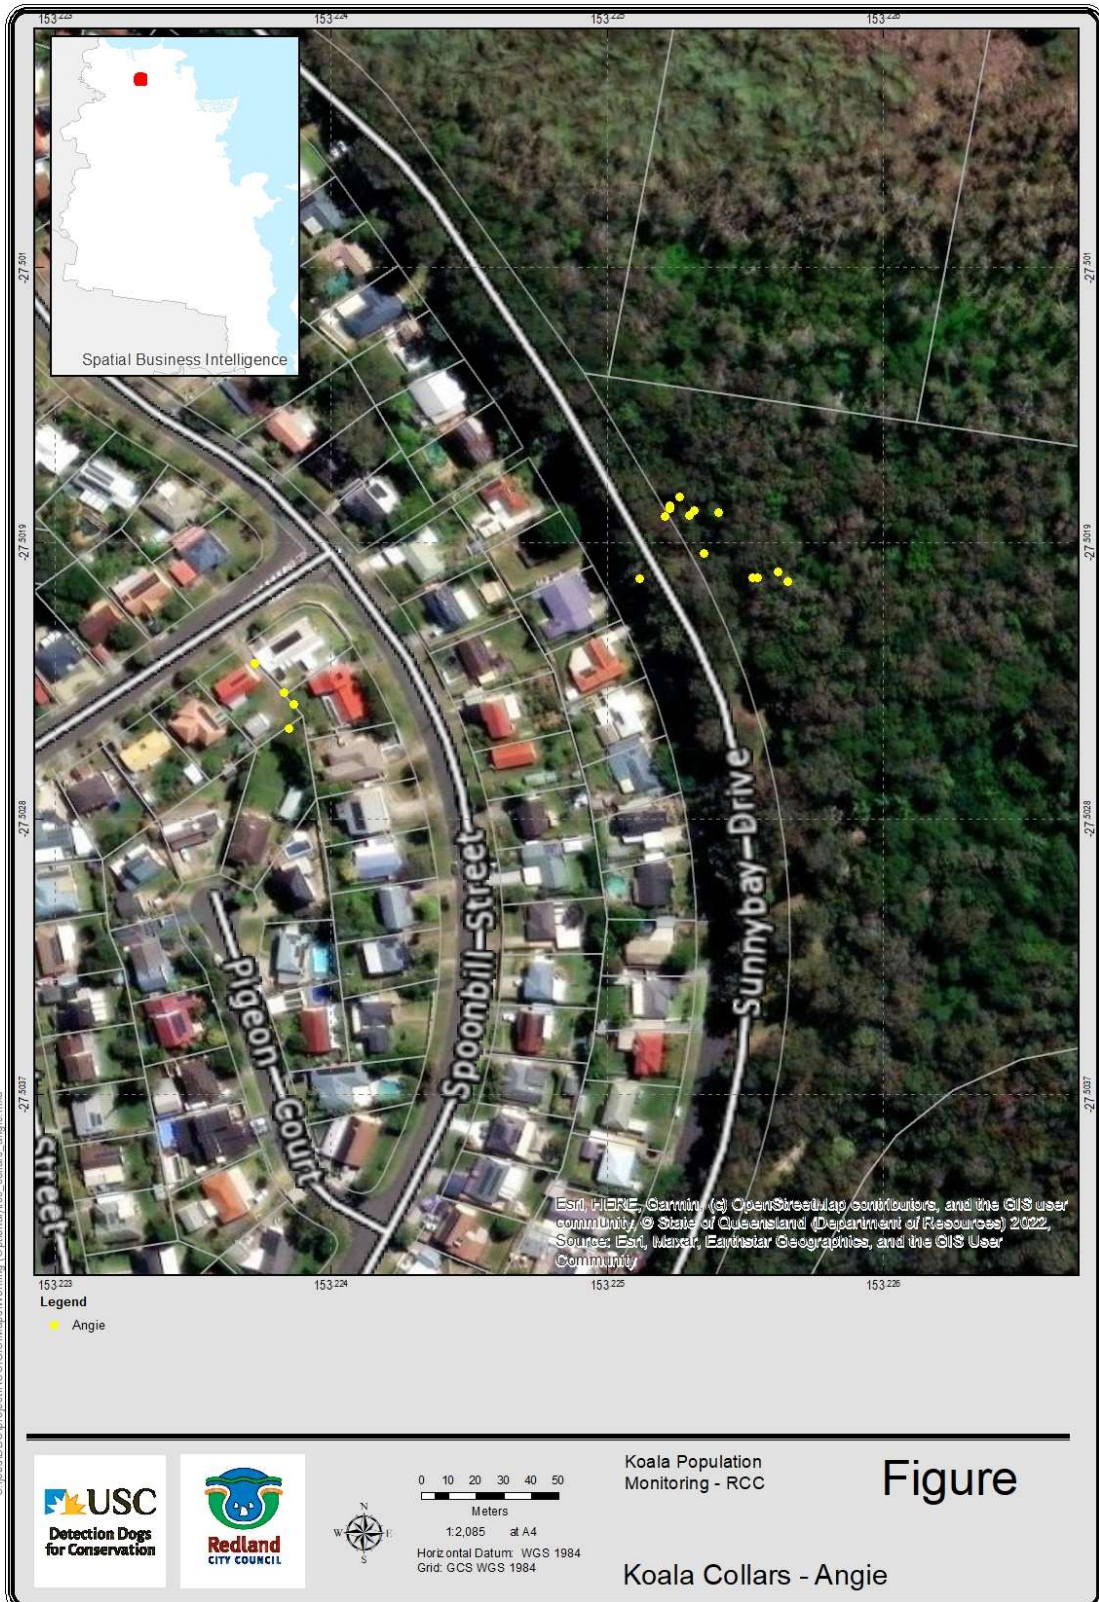 153.223 153.224 153.225 153.226
Spatial Business Intelligence
-27.501 -27.501
-27.5019 -27.5019
-27.5028 -27.5028
-27.5037 -27.5037
Sunnybay Drive
Spoonbill Street
Pigeon Court
Street
Esri, HERE, Garmin, (c) OpenStreetMap contributors, and the GIS user
community, © State of Queensland (Department of Resources) 2022,
Source: Esri, Maxar, Earthstar Geographics, and the GIS User
Community
153.223 153.224 153.225 153.226
Legend
Angie
USC
Detection Dogs
for Conservation
Redland
CITY COUNCIL
N
W E
S
0 10 20 30 40 50
Meters
1:2,085 at A4
Horizontal Datum: WGS 1984
Grid: GCS WGS 1984
Koala Population
Monitoring - RCC
Figure
Koala Collars - Angie